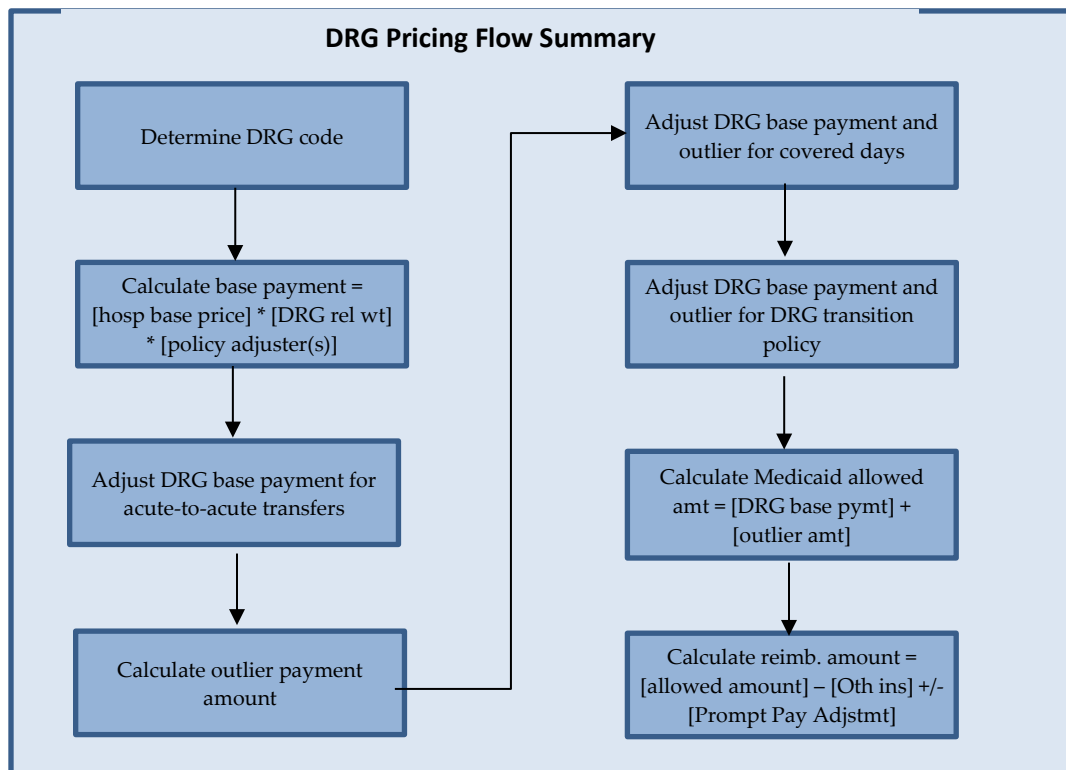 DRG Pricing Flow Summary
Determine DRG code
Calculate base payment =
[hosp base price] * [DRG rel wt]
* [policy adjuster(s)]
Adjust DRG base payment for
acute-to-acute transfers
Calculate outlier payment
amount
Adjust DRG base payment and
outlier for covered days
Adjust DRG base payment and
outlier for DRG transition
policy
Calculate Medicaid allowed
amt = [DRG base pymt] +
[outlier amt]
Calculate reimb. amount =
[allowed amount] – [Oth ins] +/-
[Prompt Pay Adjstmt]